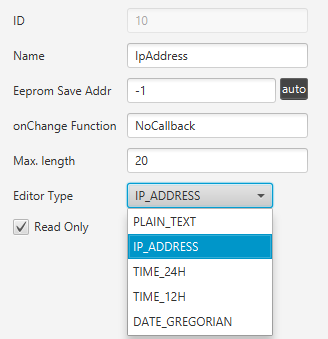 ID 10
Name IpAddress
Eeprom Save Addr -1 auto
onChange Function NoCallback
Max. length 20
Editor Type IP_ADDRESS
Read Only PLAIN_TEXT
IP_ADDRESS
TIME_24H
TIME_12H
DATE_GREGORIAN